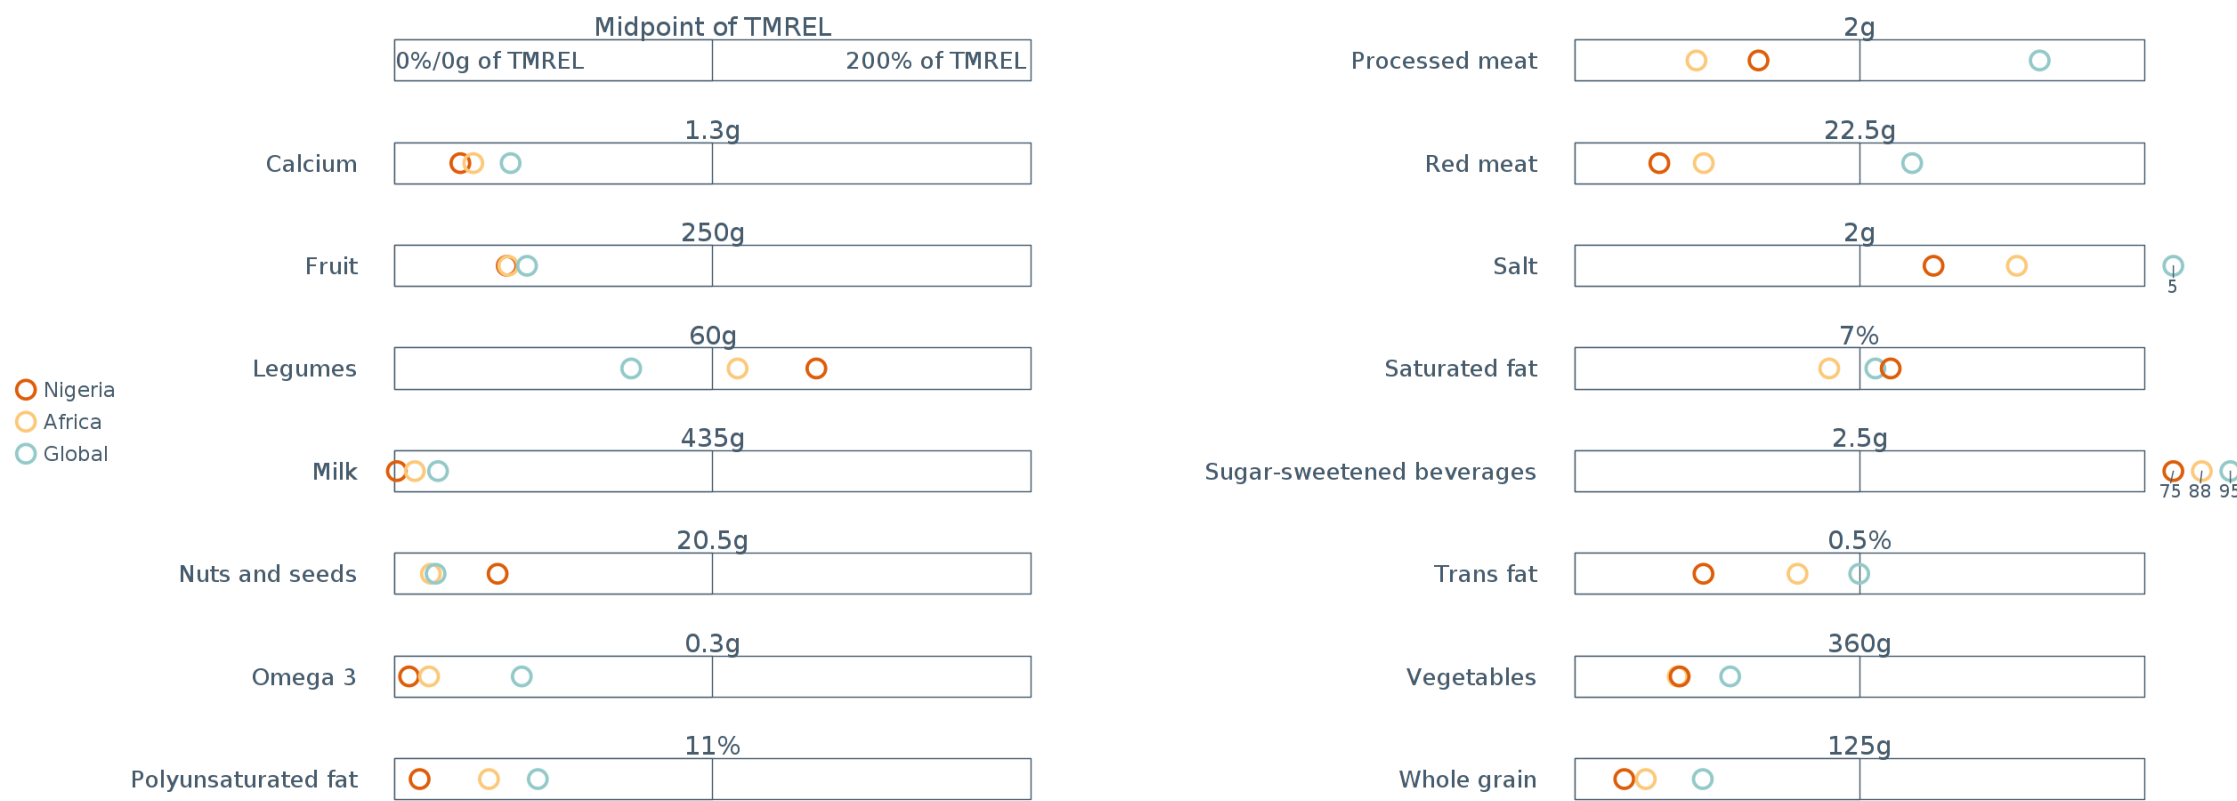 Midpoint of TMREL
0%/0g of TMREL
200% of TMREL
Calcium
1.3g
Fruit
250g
Legumes
60g
Milk
435g
Nuts and seeds
20.5g
Omega 3
0.3g
Polyunsaturated fat
11%
Nigeria
Africa
Global
Processed meat
2g
Red meat
22.5g
Salt
2g
5
Saturated fat
7%
Sugar-sweetened beverages
2.5g
75 88 95
Trans fat
0.5%
Vegetables
360g
Whole grain
125g